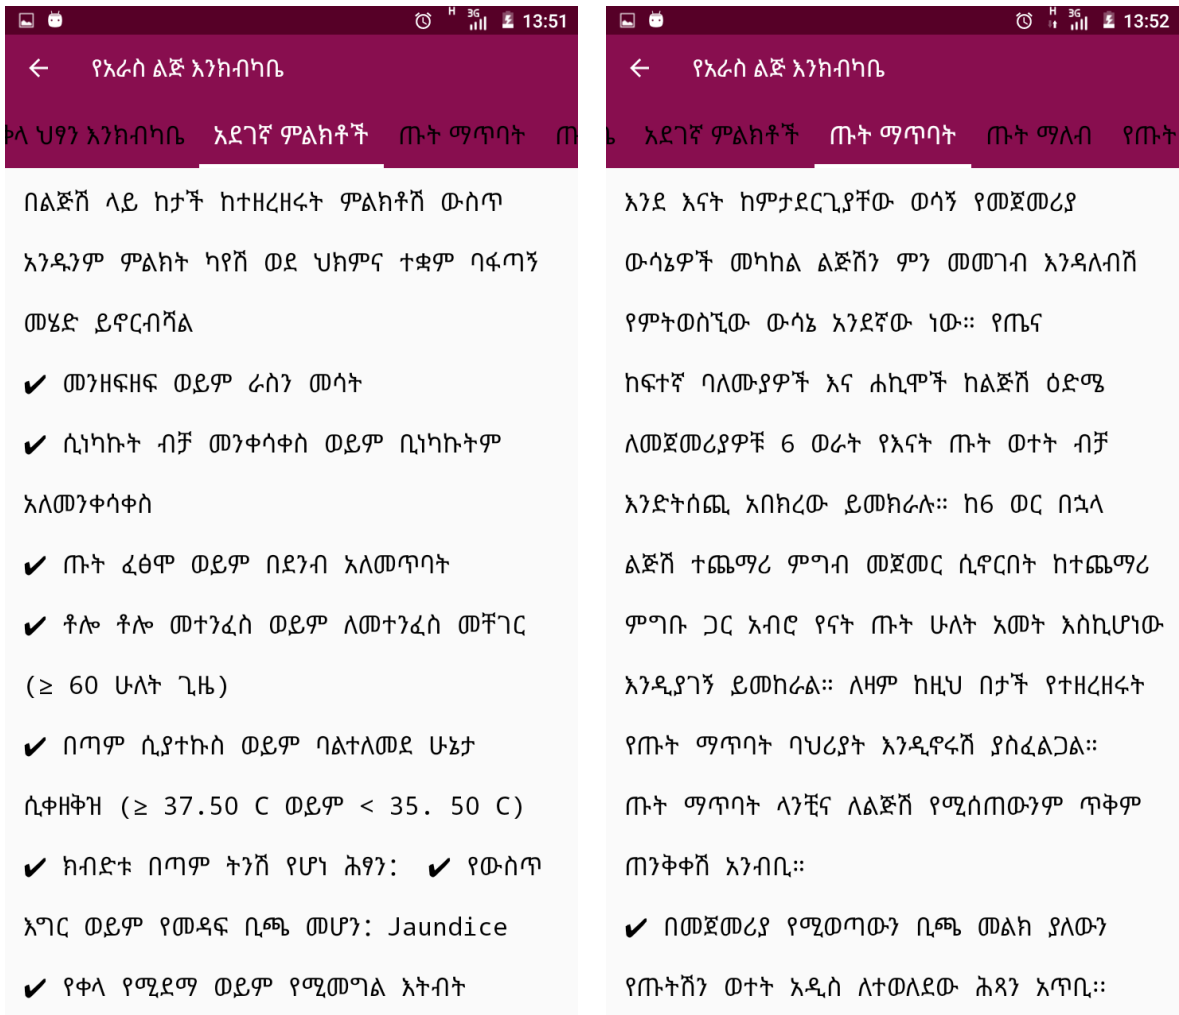 H 3G 13:51
የአራስ ልጅ እንክብካቤ
ቀላ ህፃን እንክብካቤ አደገኛ ምልክቶች ጡት ማጥባት
በልጅሽ ላይ ከታች ከተዘረዘሩት ምልክቶሽ ውስጥ
አንዱንም ምልክት ካየሽ ወደ ህክምና ተቋም ባፋጣኝ
መሄድ ይኖርብሻል
✔ መንዘፍዘፍ ወይም ራስን መሳት
✔ ሲነካኩት ብቻ መንቀሳቀስ ወይም ቢነካኩትም
አለመንቀሳቀስ
✔ ጡት ፈፅሞ ወይም በደንብ አለመጥባት
✔ ቶሎ ቶሎ መተንፈስ ወይም ለመተንፈስ መቸገር
(≥ 60 ሁለት ጊዜ)
✔ በጣም ሲያተኩስ ወይም ባልተለመደ ሁኔታ
ሲቀዘቅዝ (≥ 37.50 C ወይም < 35. 50 C)
✔ ክብድቱ በጣም ትንሽ የሆነ ሕፃን: ✔ የውስጥ
እግር ወይም የመዳፍ ቢጫ መሆን: Jaundice
✔ የቀላ የሚደማ ወይም የሚመግል እትብት
H 3G 13:52
የአራስ ልጅ እንክብካቤ
አደገኛ ምልክቶች ጡት ማጥባት ጡት ማለብ የጡት
እንደ እናት ከምታደርጊያቸው ወሳኝ የመጀመሪያ
ውሳኔዎች መካከል ልጅሽን ምን መመገብ እንዳለብሽ
የምትወስኚው ውሳኔ አንደኛው ነው። የጤና
ከፍተኛ ባለሙያዎች እና ሐኪሞች ከልጅሽ ዕድሜ
ለመጀመሪያዎቹ 6 ወራት የእናት ጡት ወተት ብቻ
እንድትሰጪ አበክረው ይመክራሉ። ከ6 ወር በኋላ
ልጅሽ ተጨማሪ ምግብ መጀመር ሲኖርበት ከተጨማሪ
ምግቡ ጋር አብሮ የናት ጡት ሁለት አመት እስኪሆነው
እንዲያገኝ ይመከራል። ለዛም ከዚህ በታች የተዘረዘሩት
የጡት ማጥባት ባህሪያት እንዲኖሩሽ ያስፈልጋል።
ጡት ማጥባት ላንቺና ለልጅሽ የሚሰጠውንም ጥቅም
ጠንቅቀሽ አንብቢ።
✔ በመጀመሪያ የሚወጣውን ቢጫ መልክ ያለውን
የጡትሽን ወተት አዲስ ለተወለደው ሕጻን አጥቢ፡፡